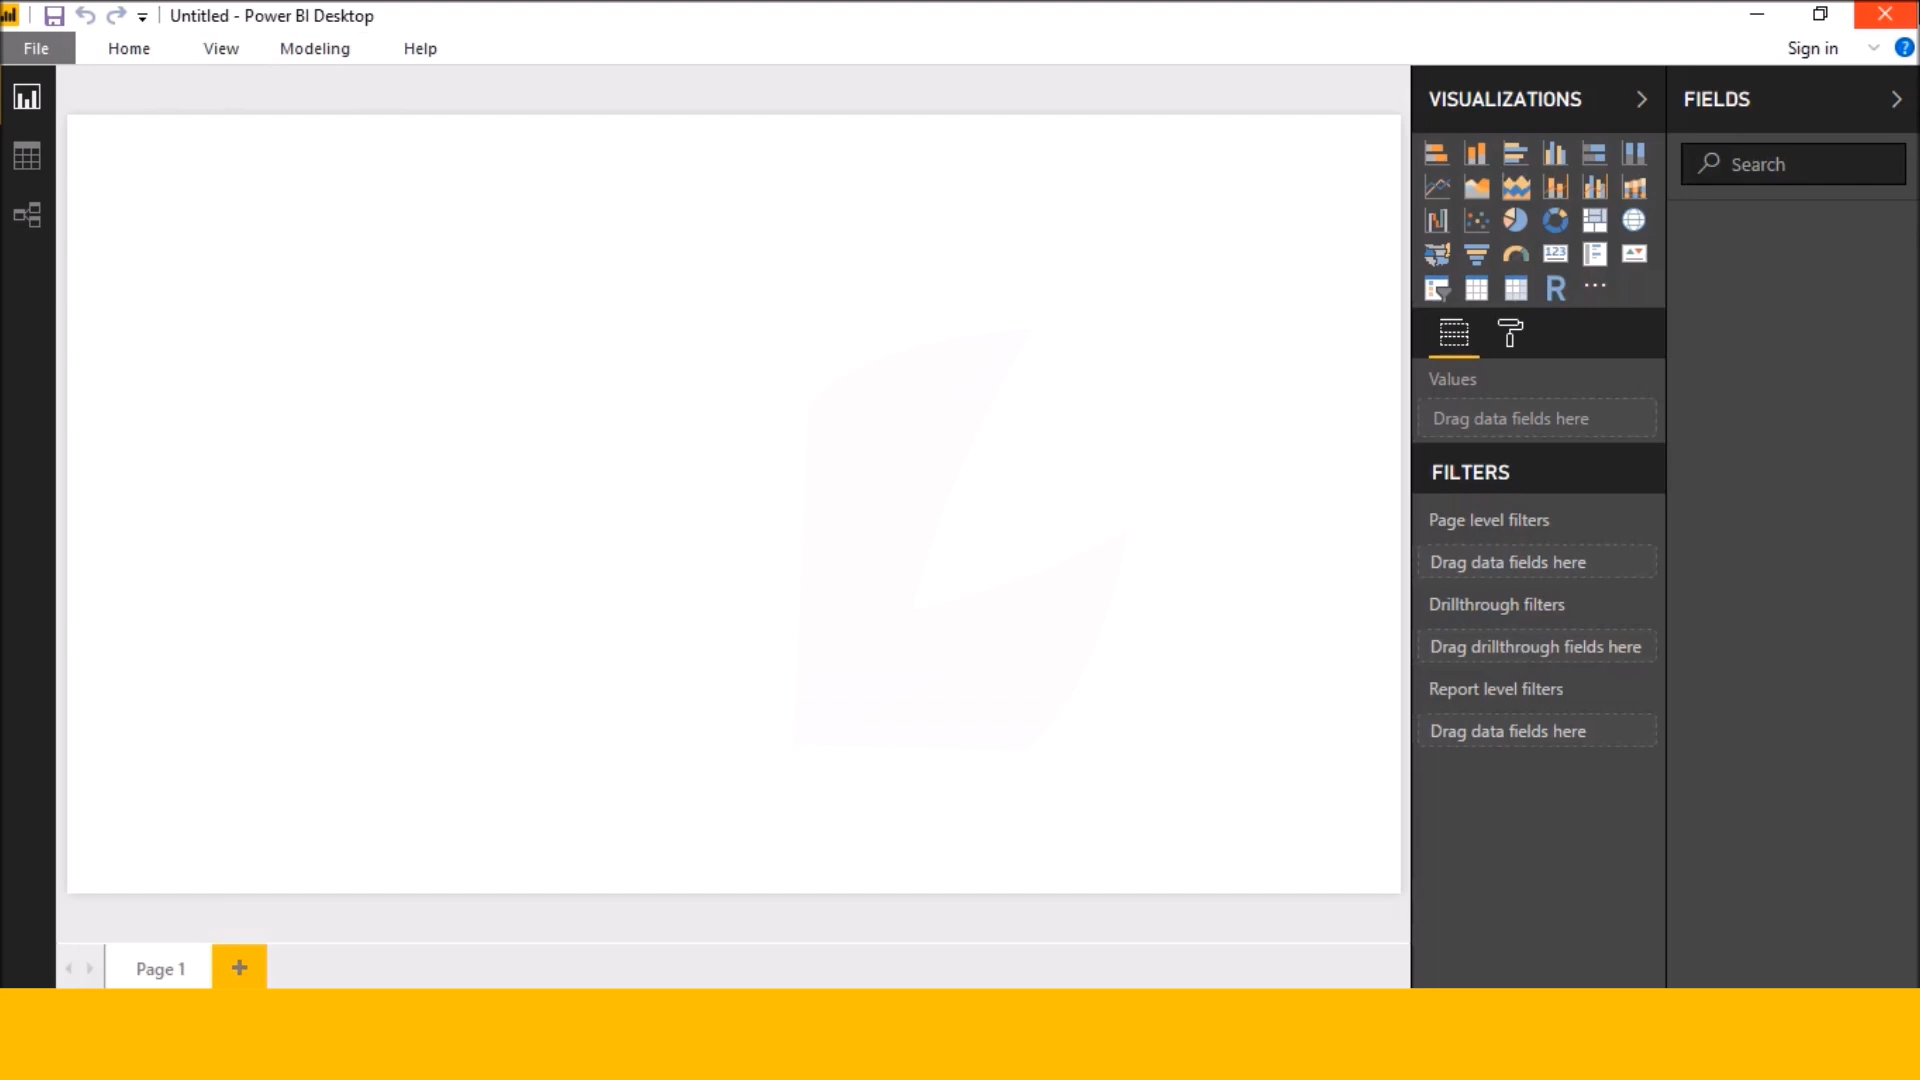 Untitled - Power BI Desktop
File Home View Modeling Help Sign in ?
VISUALIZATIONS
FIELDS
Search
123
R
Values
Drag data fields here
FILTERS
Page level filters
Drag data fields here
Drillthrough filters
Drag drillthrough fields here
Report level filters
Drag data fields here
Page 1